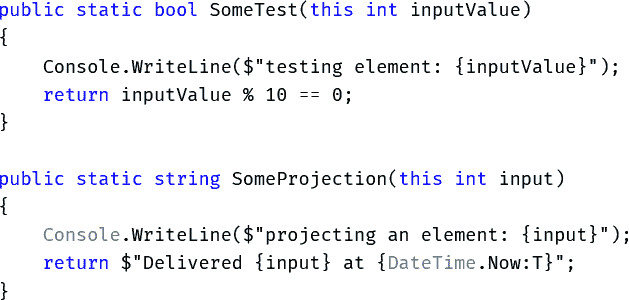 public static bool SomeTest(this int inputValue)
{
    Console.WriteLine($"testing element: {inputValue}");
    return inputValue % 10 == 0;
}

public static string SomeProjection(this int input)
{
    Console.WriteLine($"projecting an element: {input}");
    return $"Delivered {input} at {DateTime.Now:T}";
}